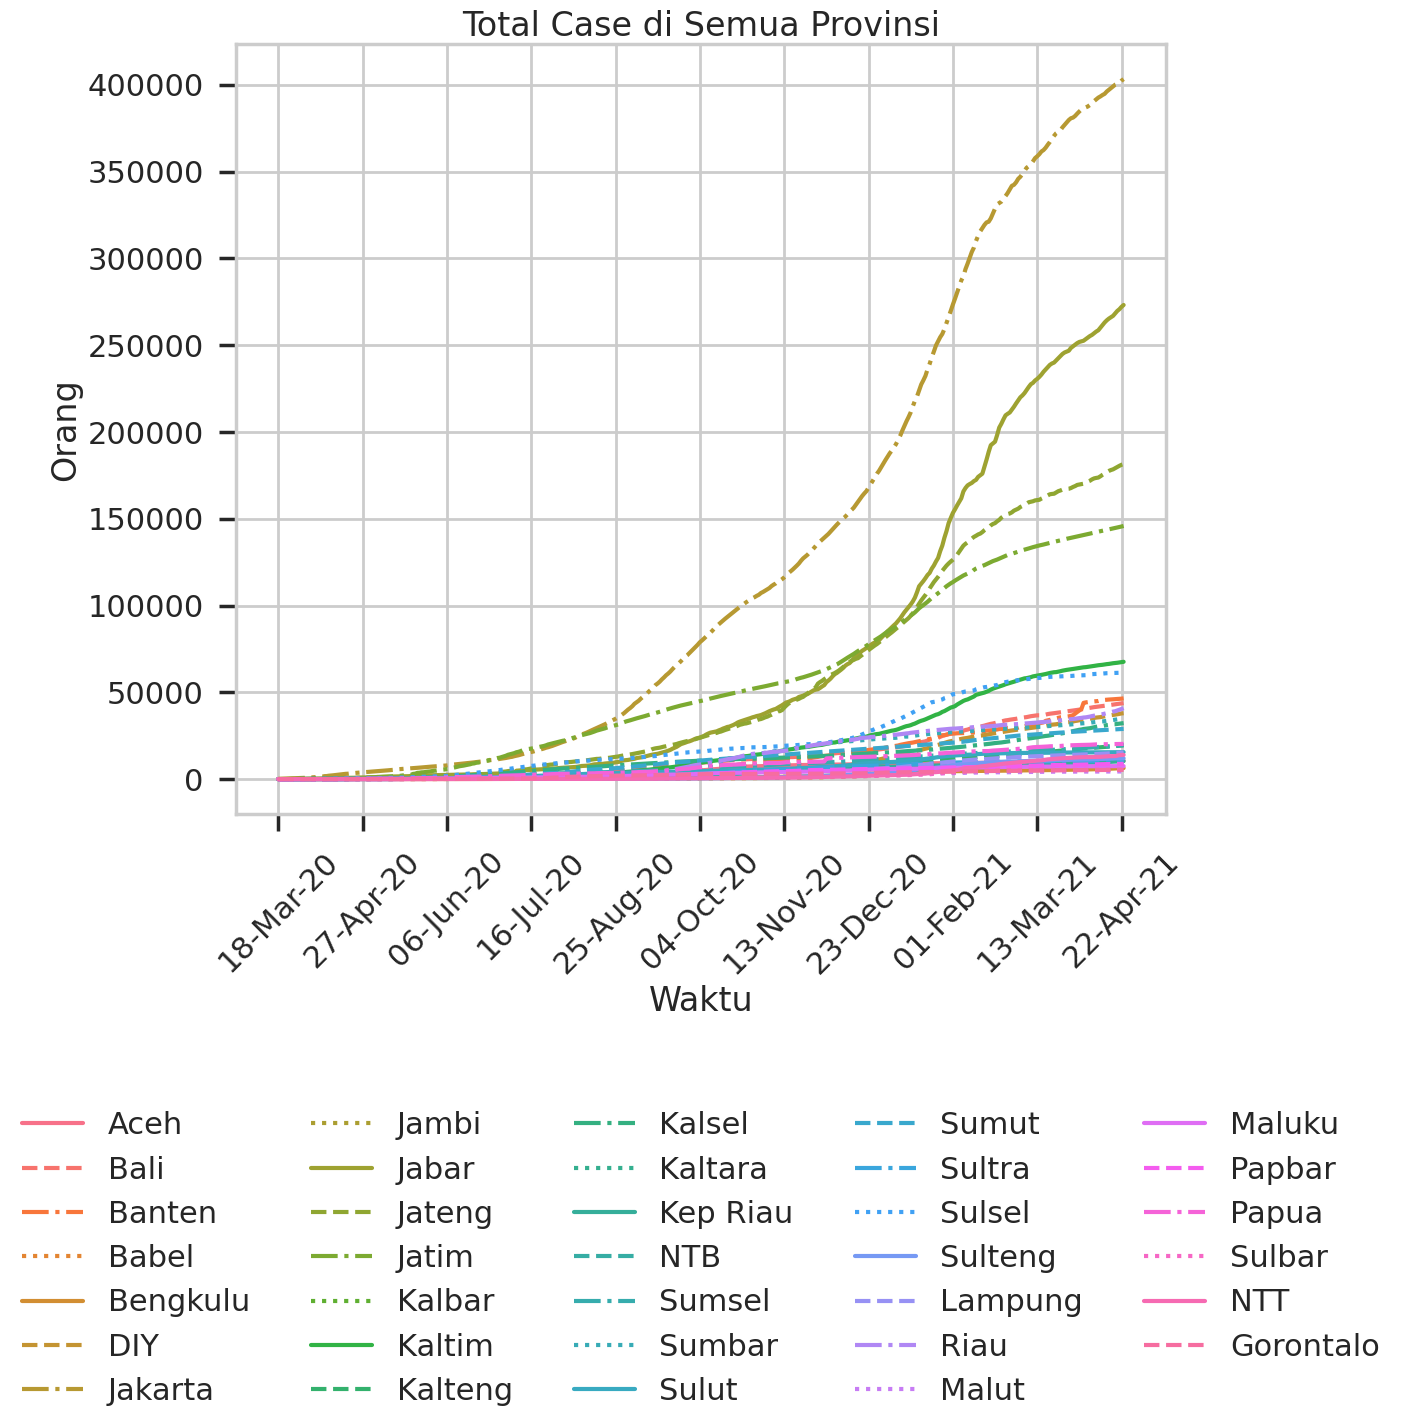 Total Case di Semua Provinsi
400000
350000
300000
250000
200000
150000
100000
50000
0
Orang
18-Mar-20
27-Apr-20
06-Jun-20
16-Jul-20
25-Aug-20
04-Oct-20
13-Nov-20
23-Dec-20
01-Feb-21
13-Mar-21
22-Apr-21
Waktu
Aceh
Bali
Banten
Babel
Bengkulu
DIY
Jakarta
Jambi
Jabar
Jateng
Jatim
Kalbar
Kaltim
Kalteng
Kalsel
Kaltara
Kep Riau
NTB
Sumsel
Sumbar
Sulut
Sumut
Sultra
Sulsel
Sulteng
Lampung
Riau
Malut
Maluku
Papbar
Papua
Sulbar
NTT
Gorontalo